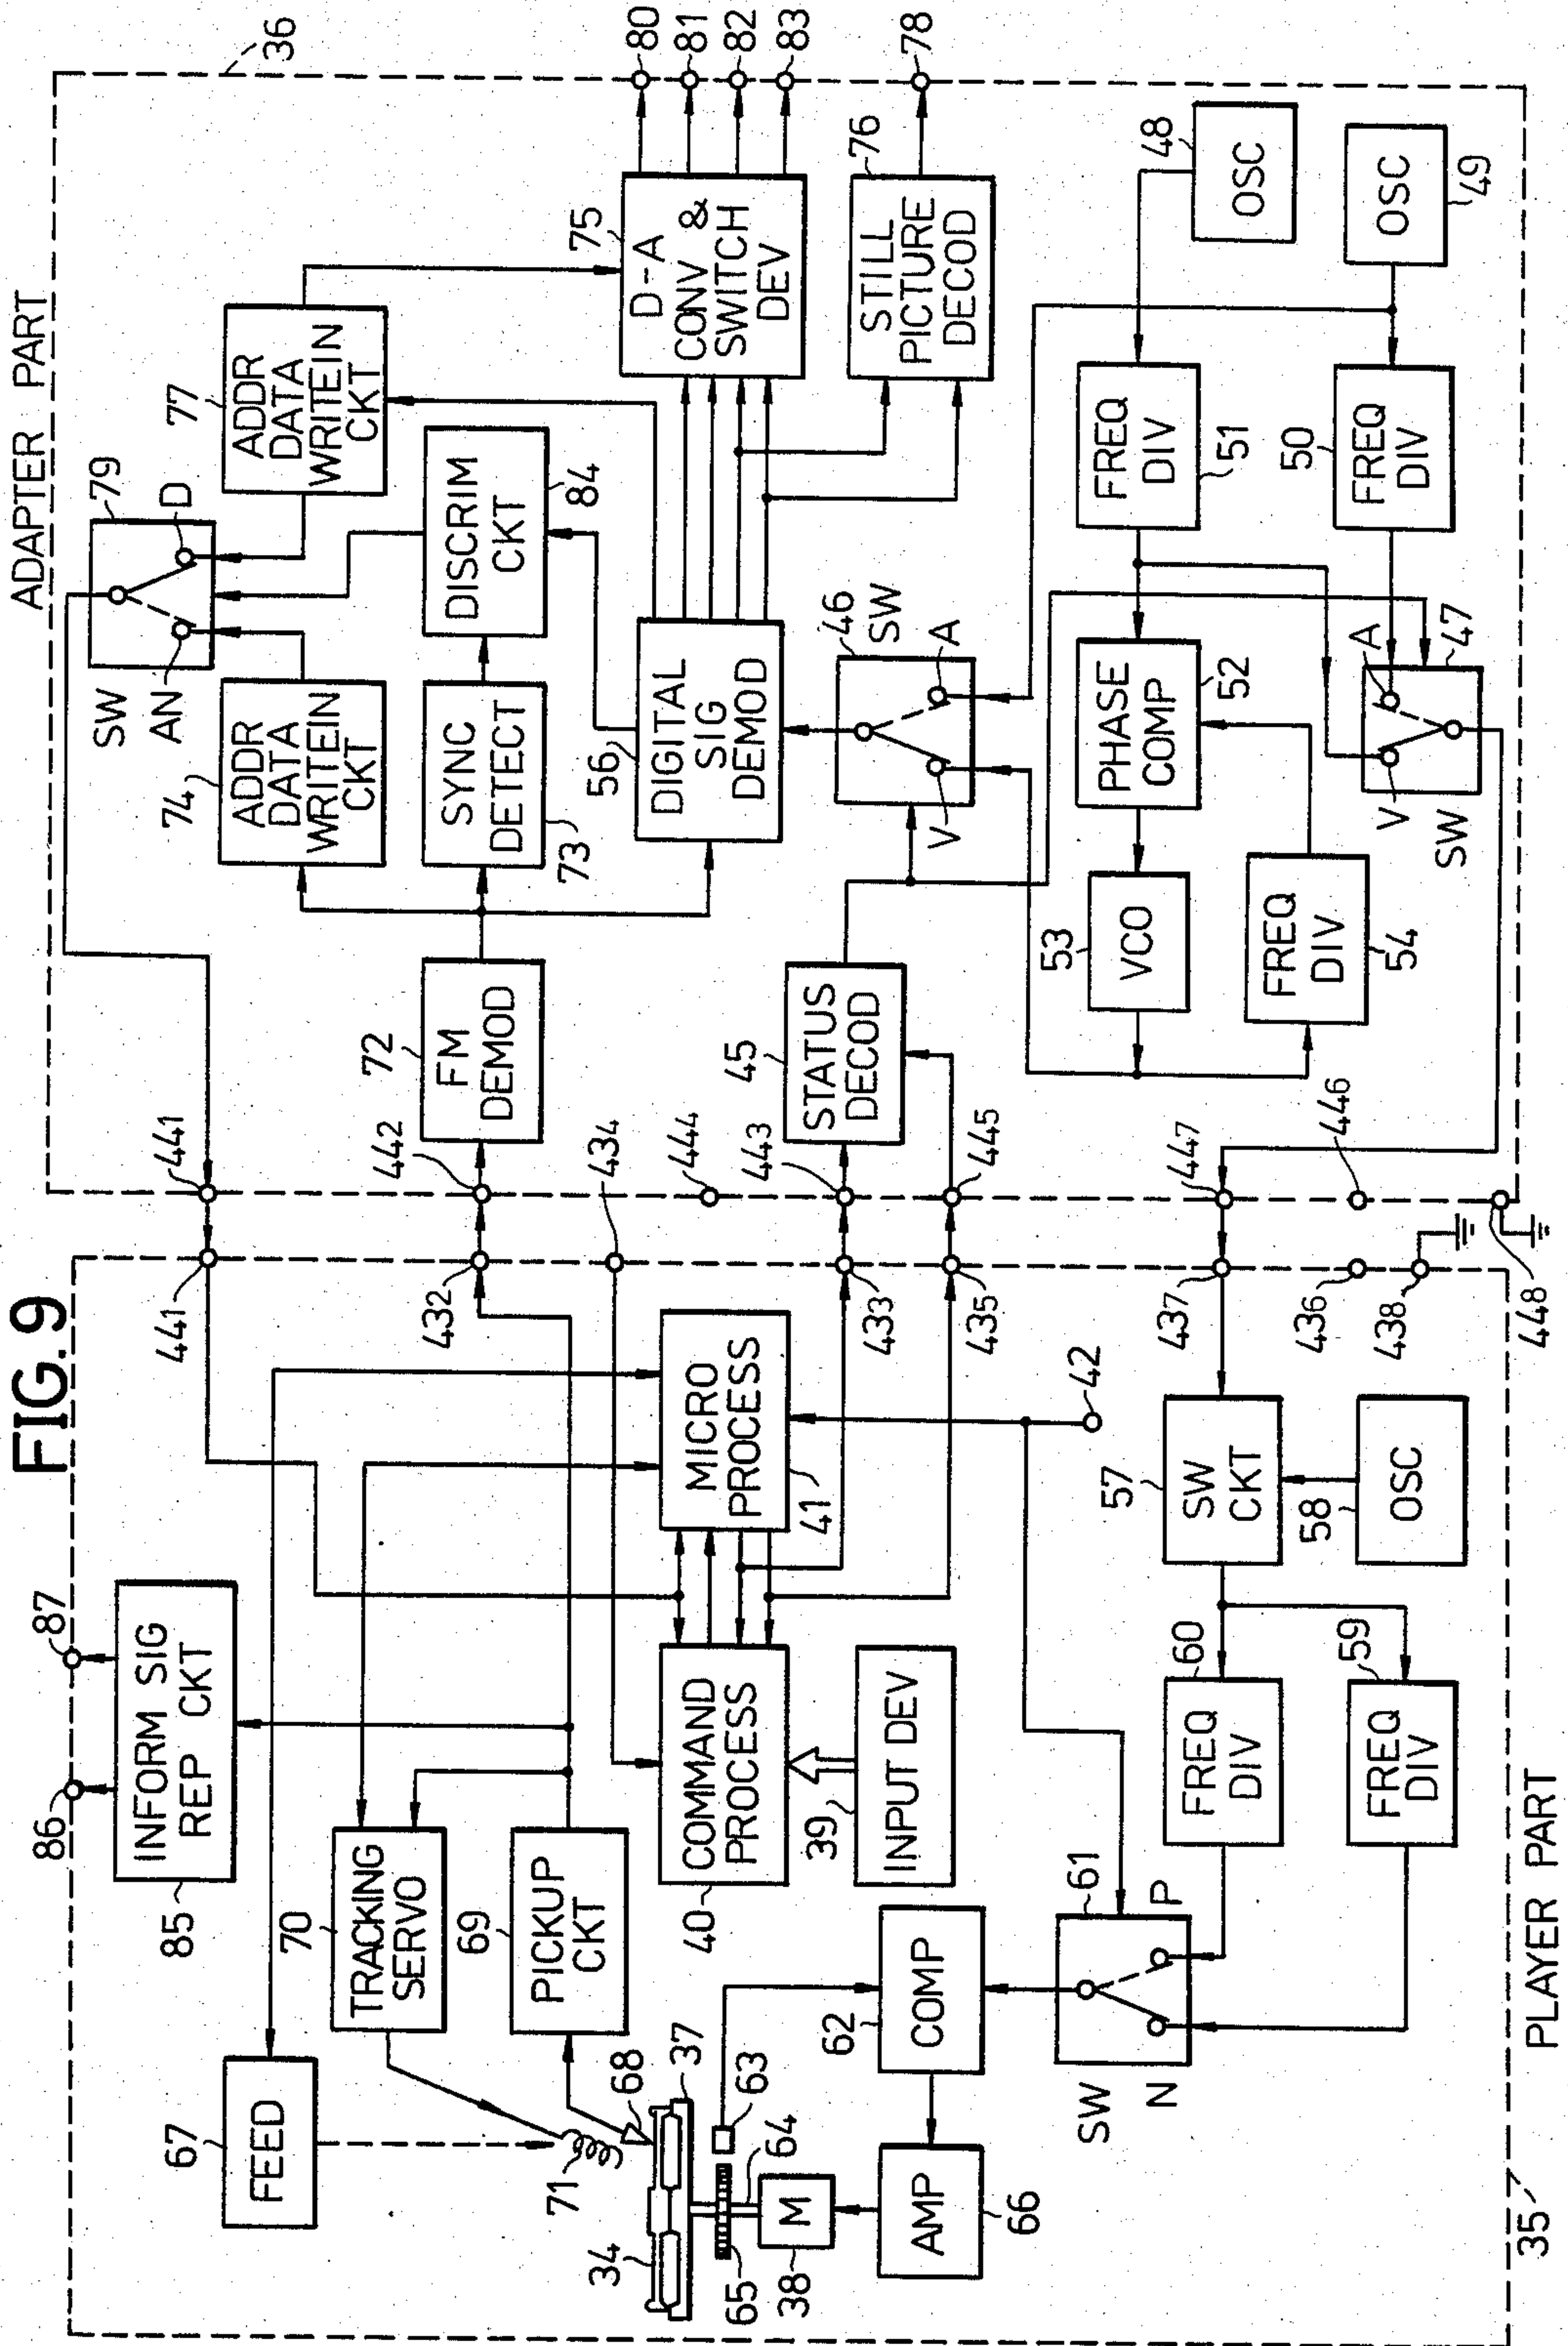 FIG.9
PLAYER PART
35
86
87
INFORM SIG
REP CKT
85
67
FEED
70
TRACKING
SERVO
69
PICKUP
CKT
71
68
37
34
63
64
65
M
38
40
COMMAND
PROCESS
39
INPUT DEV
MICRO
PROCESS
41
42
62
COMP
AMP
66
61
SW
N
P
60
FREQ
DIV
59
FREQ
DIV
57
SW
CKT
58
OSC
441
432
434
433
435
437
436
438
ADAPTER PART
36
441
442
444
443
445
447
446
448
79
SW
AN
D
74
ADDR
DATA
WRITEIN
CKT
77
ADDR
DATA
WRITEIN
CKT
72
FM
DEMOD
SYNC
DETECT
73
DISCRIM
CKT
84
56
DIGITAL
SIG
DEMOD
75
D-A
CONV &
SWITCH
DEV
80
81
82
83
76
STILL
PICTURE
DECOD
78
45
STATUS
DECOD
46
SW
V
A
53
VCO
PHASE
COMP
52
FREQ
DIV
51
48
OSC
FREQ
DIV
54
V
A
SW
47
50
FREQ
DIV
OSC
49